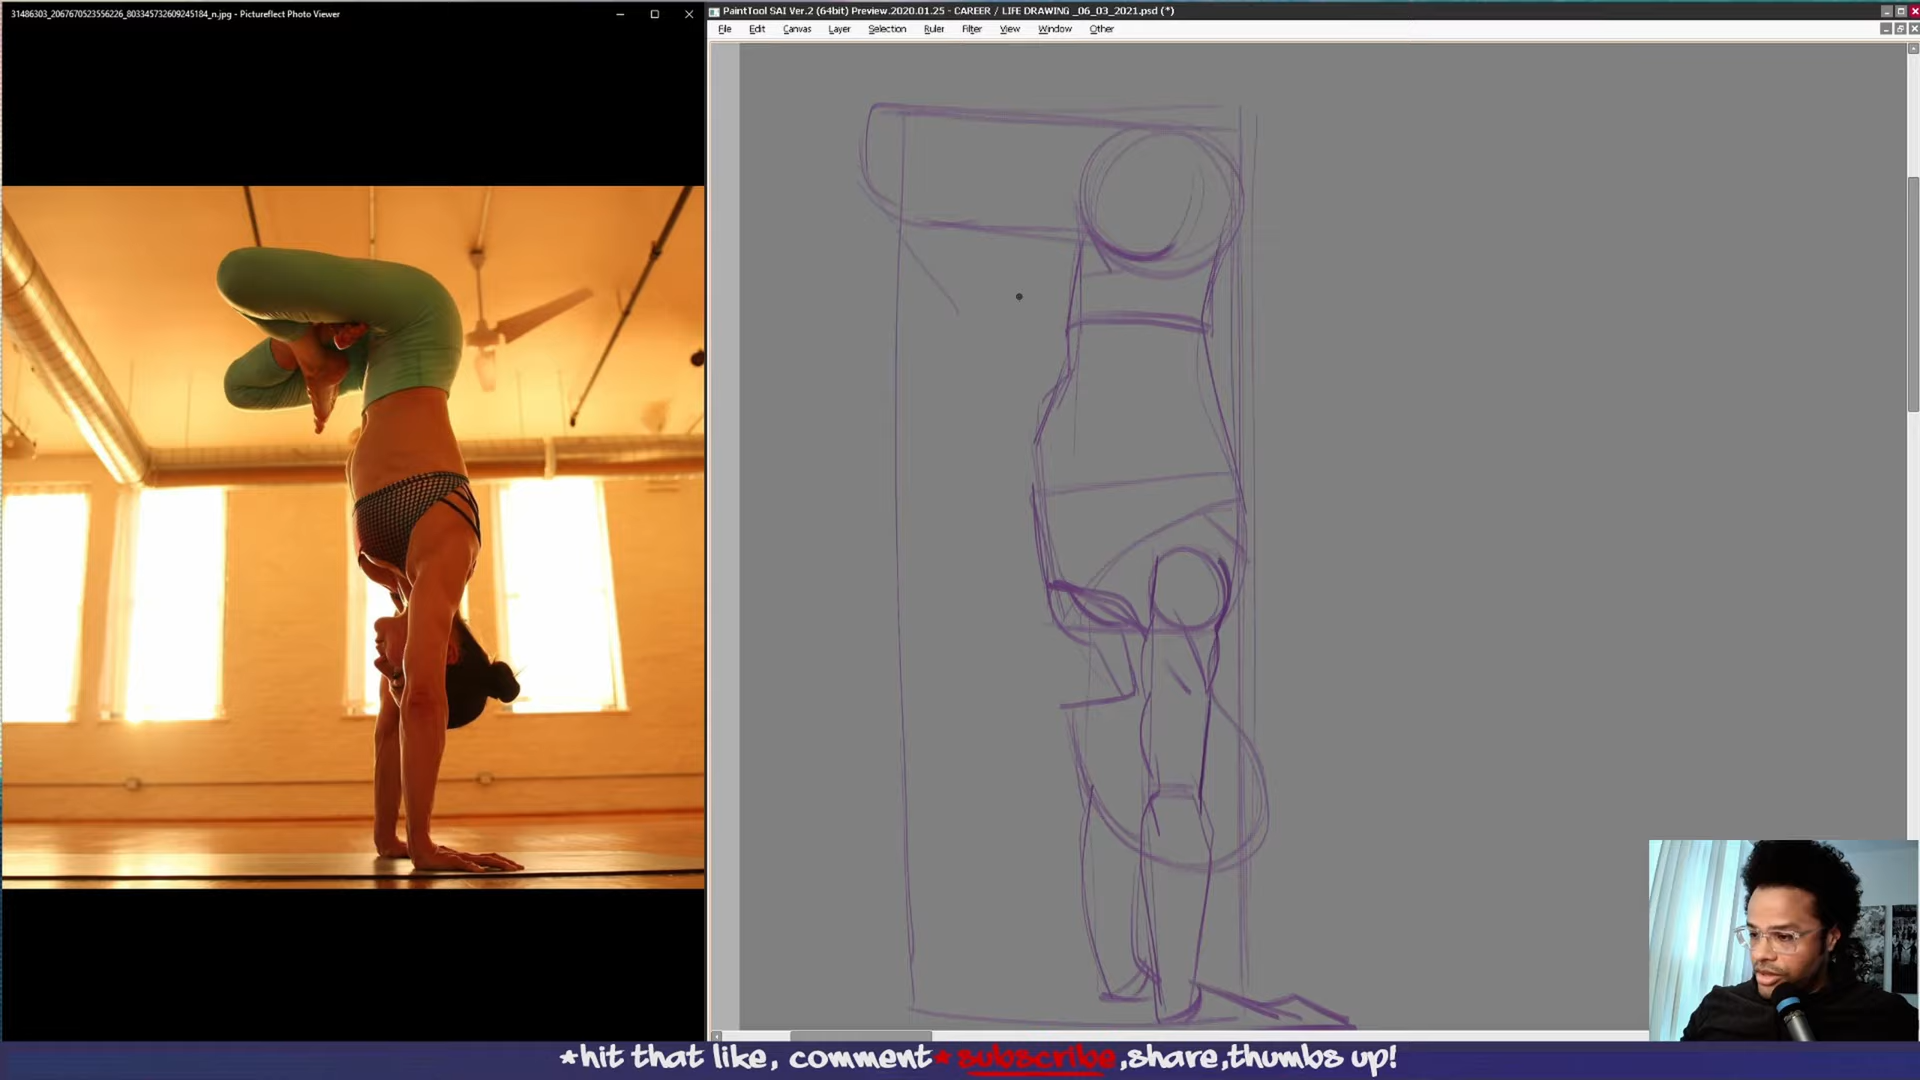 31486303_2067670523556226_803345732609245184_n.jpg - Pictureflect Photo Viewer
PaintTool SAI Ver.2 (64bit) Preview.2020.01.25 - CAREER / LIFE DRAWING _06_03_2021.psd (*)
File Edit Canvas Layer Selection Ruler Filter View Window Other
*hit that like, comment* subscribe,share,thumbs up!